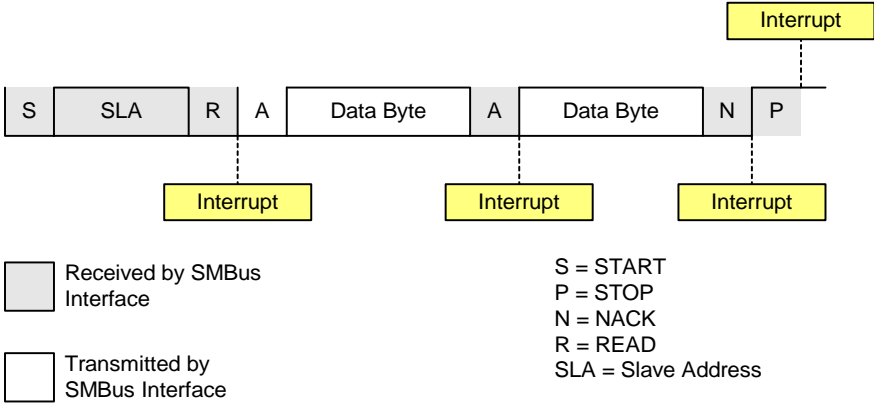 Interrupt
S SLA R A Data Byte A Data Byte N P
Interrupt Interrupt Interrupt
Received by SMBus
Interface
Transmitted by
SMBus Interface
S = START
P = STOP
N = NACK
R = READ
SLA = Slave Address